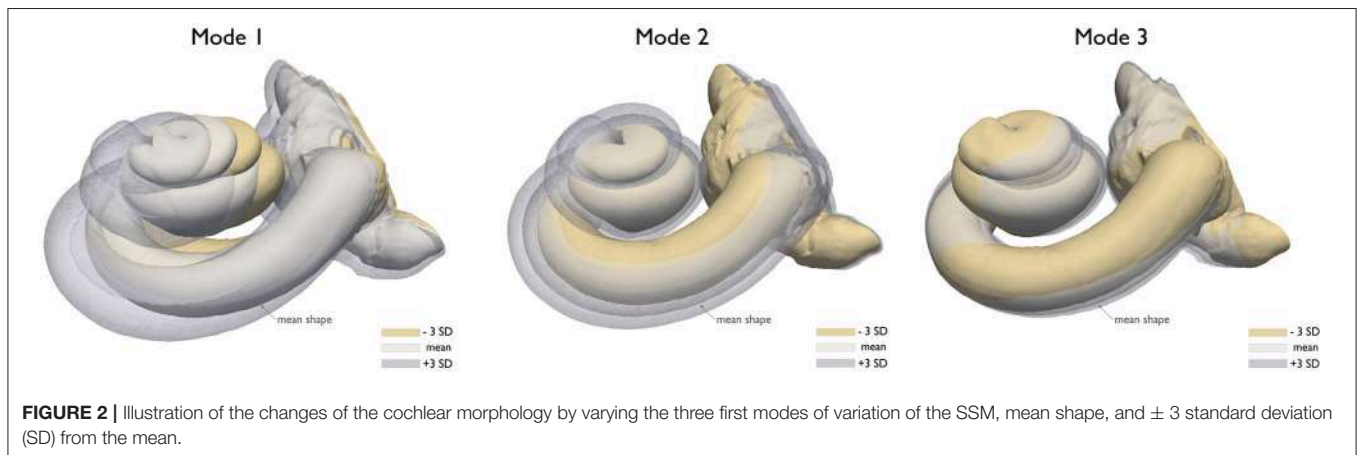 Mode 1
Mode 2
Mode 3
mean shape
- 3 SD
mean
+3 SD
mean shape
- 3 SD
mean
+3 SD
mean shape
- 3 SD
mean
+3 SD
FIGURE 2 | Illustration of the changes of the cochlear morphology by varying the three first modes of variation of the SSM, mean shape, and ± 3 standard deviation
(SD) from the mean.